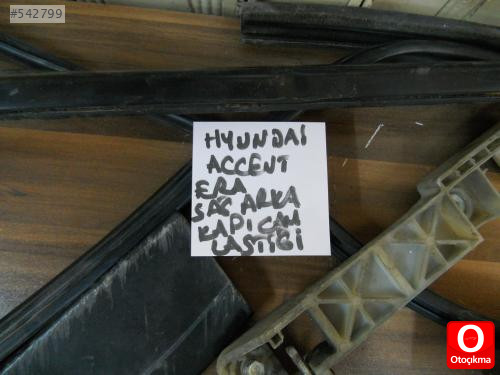 #542799
HYUNDAI
ACCENT
ERA
SAĞ ARKA
KAPI CAM
LASTİĞİ
Otoçıkma